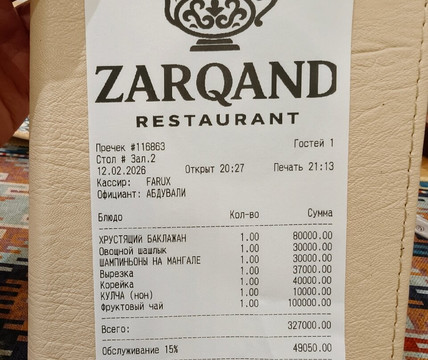 ZARQAND
RESTAURANT
Пречек #116863 Гостей 1
Стол # Зал.2
12.02.2026 Открыт 20:27 Печать 21:13
Кассир: FARUX
Официант: АБДУВАЛИ
Блюдо Кол-во Сумма
ХРУСТЯЩИЙ БАКЛАЖАН 1.00 80000.00
Овощной шашлык 1.00 30000.00
ШАМПИНЬОНЫ НА МАНГАЛЕ 1.00 30000.00
Вырезка 1.00 37000.00
Корейка 1.00 40000.00
КУЛЧА (нон) 1.00 10000.00
Фруктовый чай 1.00 100000.00
Всего: 327000.00
Обслуживание 15% 49050.00